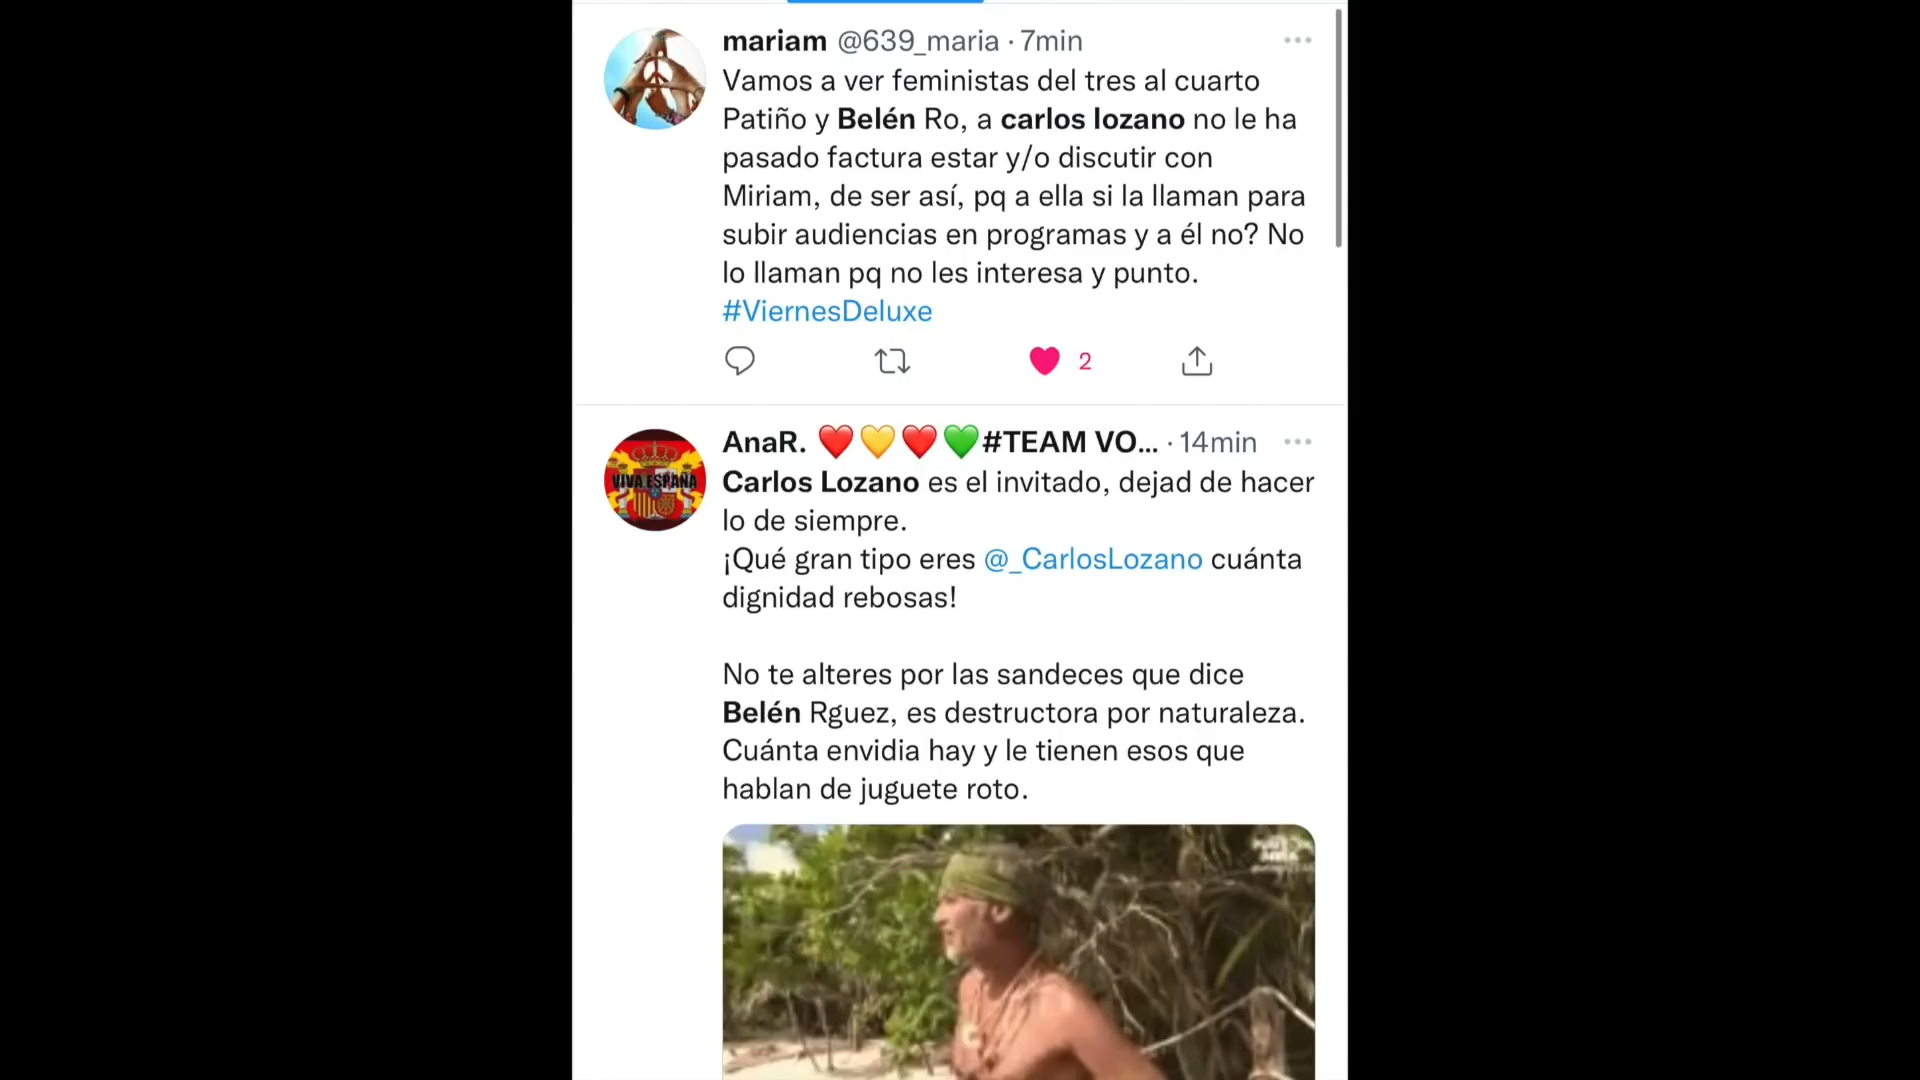 mariam @639_maria · 7min
Vamos a ver feministas del tres al cuarto
Patiño y Belén Ro, a carlos lozano no le ha
pasado factura estar y/o discutir con
Miriam, de ser así, pq a ella si la llaman para
subir audiencias en programas y a él no? No
lo llaman pq no les interesa y punto.
#ViernesDeluxe
2
AnaR. ❤️💛❤️💚#TEAM VO... · 14min
VIVA ESPAÑA
Carlos Lozano es el invitado, dejad de hacer
lo de siempre.
¡Qué gran tipo eres @_CarlosLozano cuánta
dignidad rebosas!
No te alteres por las sandeces que dice
Belén Rguez, es destructora por naturaleza.
Cuánta envidia hay y le tienen esos que
hablan de juguete roto.